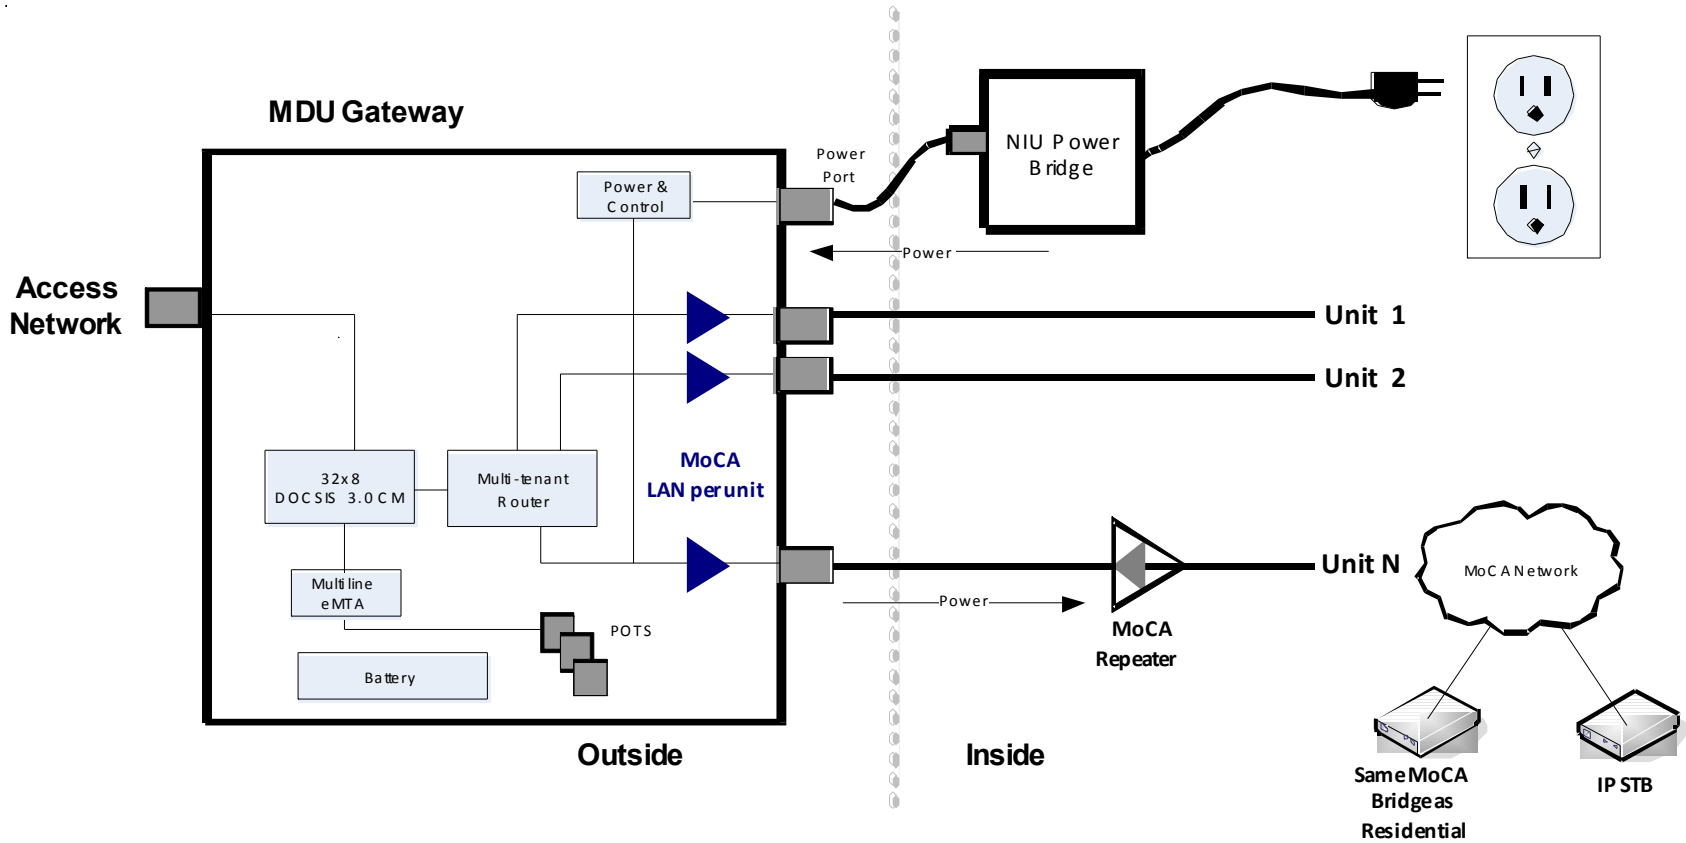 MDU Gateway
Power
Port
NIU Power
Bridge
Power &
Control
Power
Access
Network
Unit 1
Unit 2
MoCA
LAN perunit
32x8
DOCSIS 3.0 CM
Multi-tenant
Router
Unit N
MoCA Network
Multiline
eMTA
Power
POTS
MoCA
Repeater
Battery
Outside
Inside
Same MoCA
Bridge as
Residential
IP STB